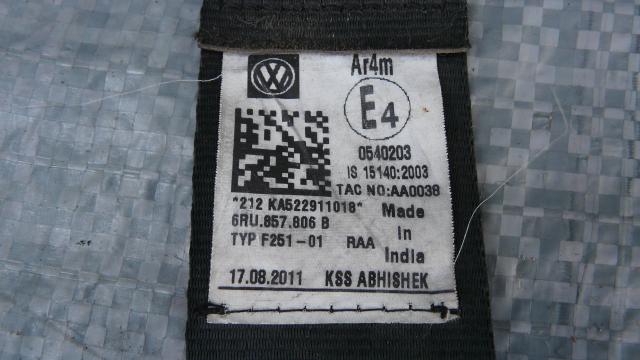 Ar4m
E4
0540203
IS 15140:2003
TAC NO:AA0038
*212 KA522911018*
6RU.857.806 B
Made
in
India
TYP F251-01 RAA
17.08.2011 KSS ABHISHEK